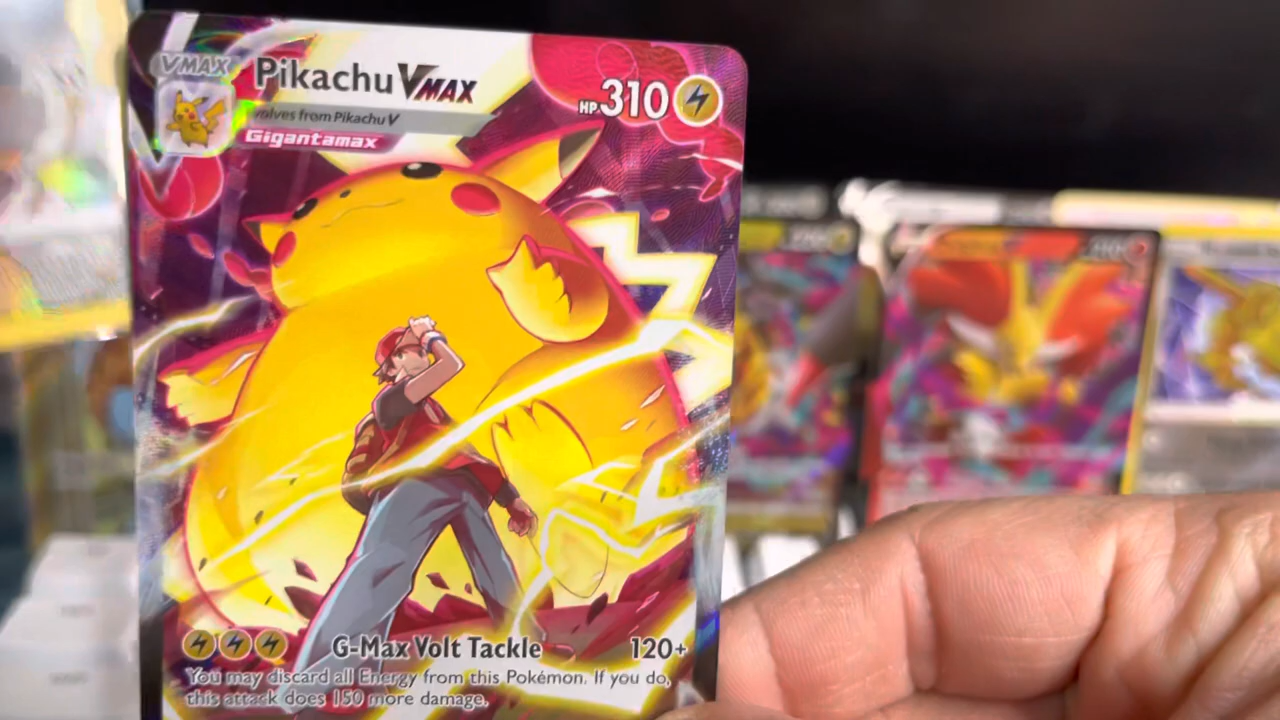 VMAX
Pikachu VMAX
HP 310
volves from Pikachu V
Gigantamax
G-Max Volt Tackle 120+
You may discard all Energy from this Pokémon. If you do,
this attack does 150 more damage.